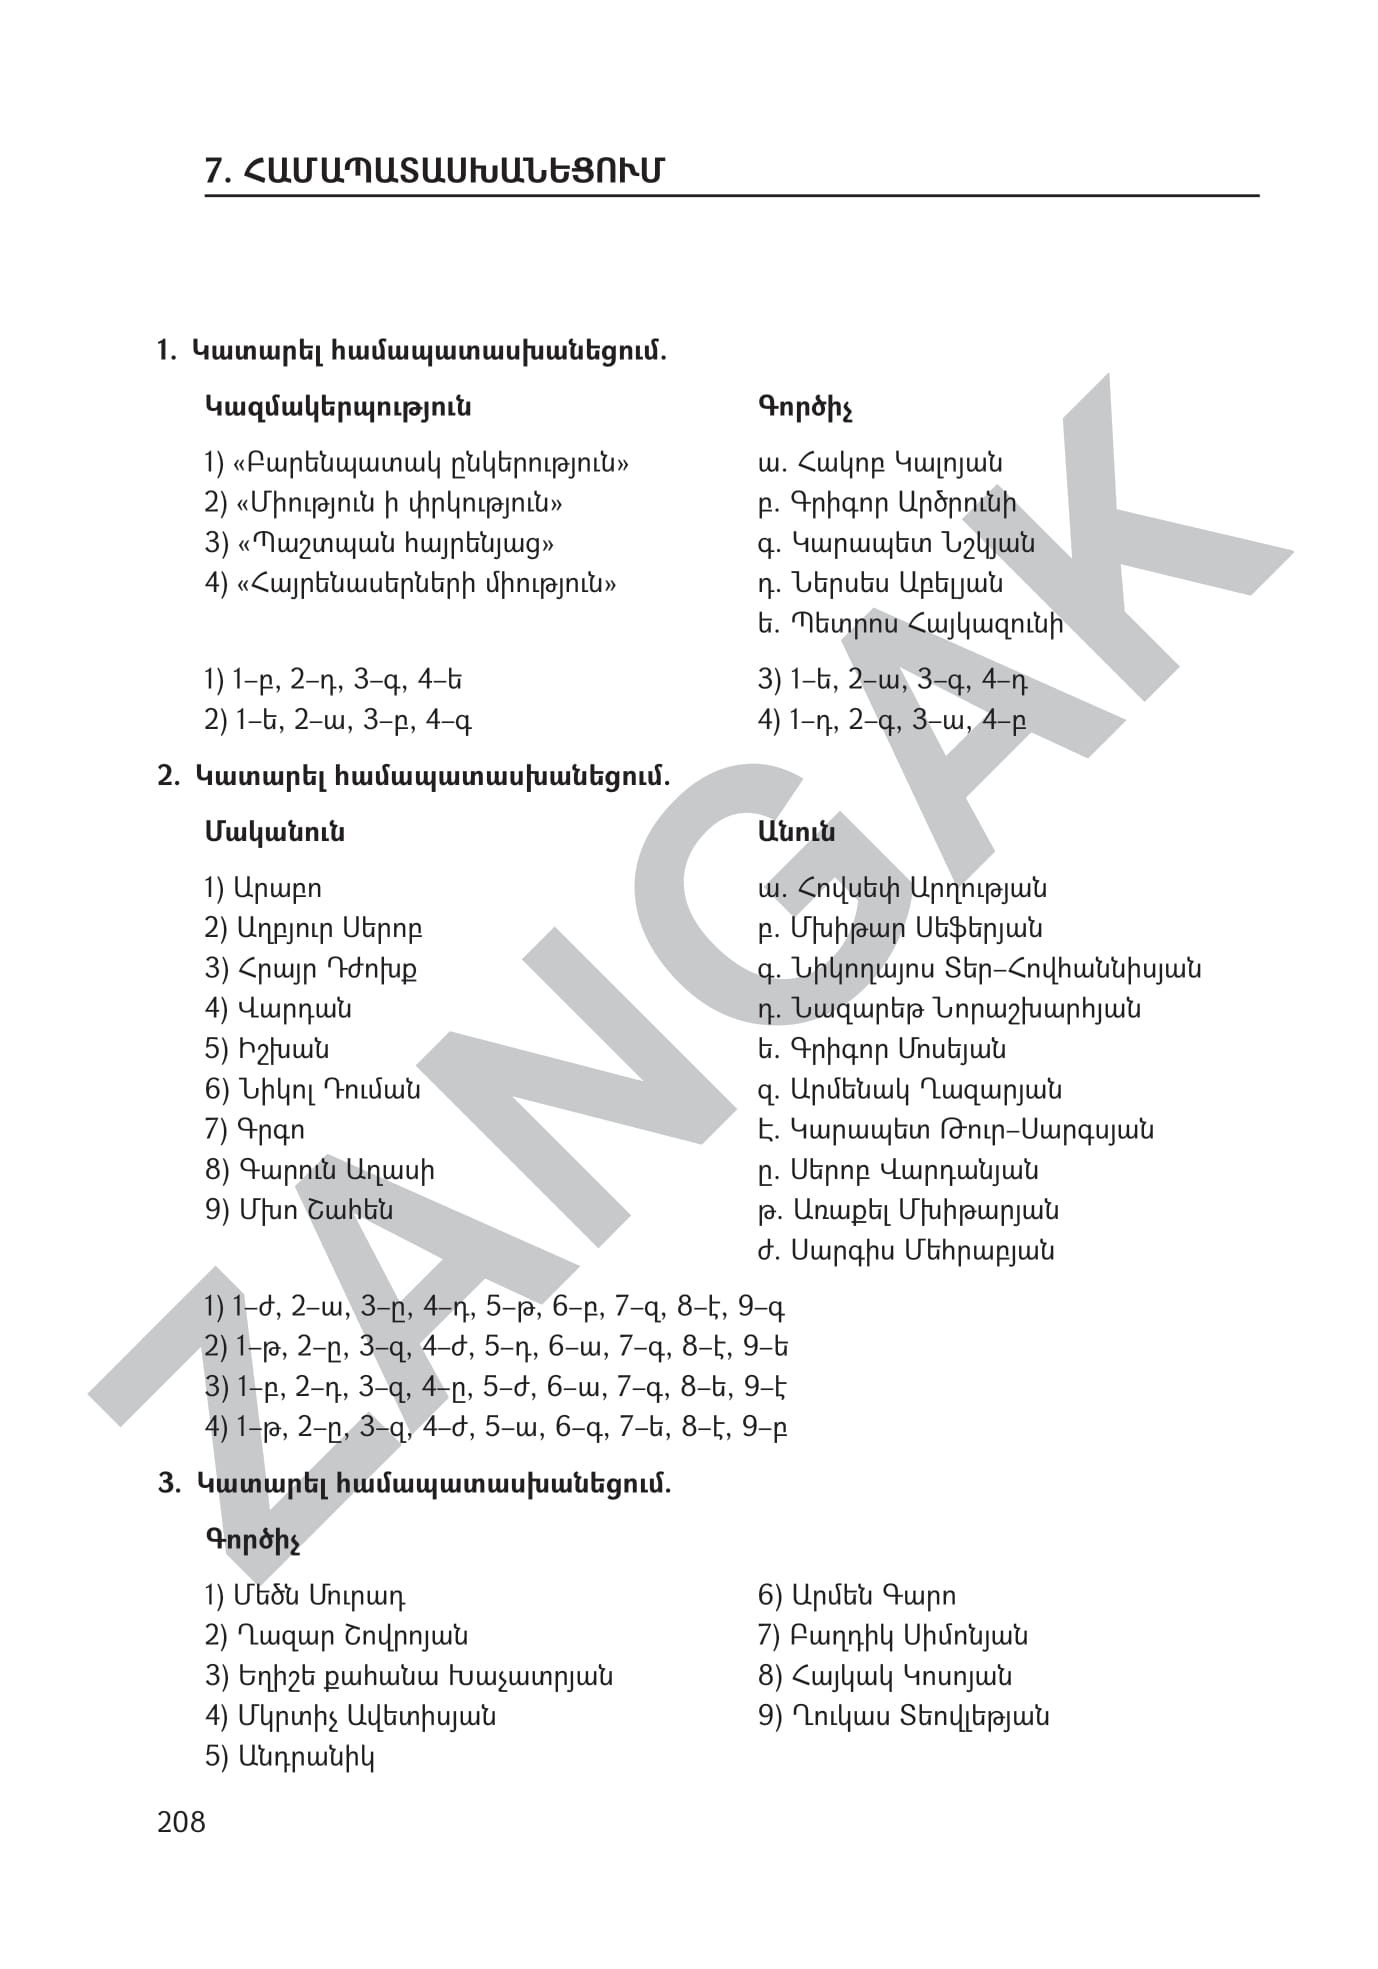 7. ՀԱՄԱՊԱՏԱՍԽԱՆԵՑՈՒՄ
1. Կատարել համապատասխանեցում.
Կազմակերպություն
Գործիչ
1) «Բարենպատակ ընկերություն»
ա. Հակոբ Կալոյան
2) «Միություն ի փրկություն»
բ. Գրիգոր Արծրունի
3) «Պաշտպան հայրենյաց»
գ. Կարապետ Նշկյան
4) «Հայրենասերների միություն»
դ. Ներսես Աբելյան
ե. Պետրոս Հայկազունի
1) 1–բ, 2–դ, 3–գ, 4–ե
3) 1–ե, 2–ա, 3–գ, 4–դ
2) 1–ե, 2–ա, 3–բ, 4–գ
4) 1–դ, 2–գ, 3–ա, 4–բ
2. Կատարել համապատասխանեցում.
Մականուն
Անուն
1) Արաբո
ա. Հովսեփ Արղության
2) Աղբյուր Սերոբ
բ. Մխիթար Սեֆերյան
3) Հրայր Դժոխք
գ. Նիկողայոս Տեր–Հովհաննիսյան
4) Վարդան
դ. Նազարեթ Նորաշխարհյան
5) Իշխան
ե. Գրիգոր Մոսեյան
6) Նիկոլ Դուման
զ. Արմենակ Ղազարյան
7) Գրգո
է. Կարապետ Թուր–Սարգսյան
8) Գարուն Աղասի
ը. Սերոբ Վարդանյան
9) Մխո Շահեն
թ. Առաքել Մխիթարյան
ժ. Սարգիս Մեհրաբյան
1) 1–ժ, 2–ա, 3–ը, 4–դ, 5–թ, 6–բ, 7–զ, 8–է, 9–գ
2) 1–թ, 2–ը, 3–զ, 4–ժ, 5–դ, 6–ա, 7–գ, 8–է, 9–ե
3) 1–բ, 2–դ, 3–զ, 4–ը, 5–ժ, 6–ա, 7–գ, 8–ե, 9–է
4) 1–թ, 2–ը, 3–զ, 4–ժ, 5–ա, 6–գ, 7–ե, 8–է, 9–բ
3. Կատարել համապատասխանեցում.
Գործիչ
1) Մեծն Մուրադ
6) Արմեն Գարո
2) Ղազար Շովրոյան
7) Բաղդիկ Սիմոնյան
3) Եղիշե քահանա Խաչատրյան
8) Հայկակ Կոսոյան
4) Մկրտիչ Ավետիսյան
9) Ղուկաս Տեովլեթյան
5) Անդրանիկ
208
ZANGAK